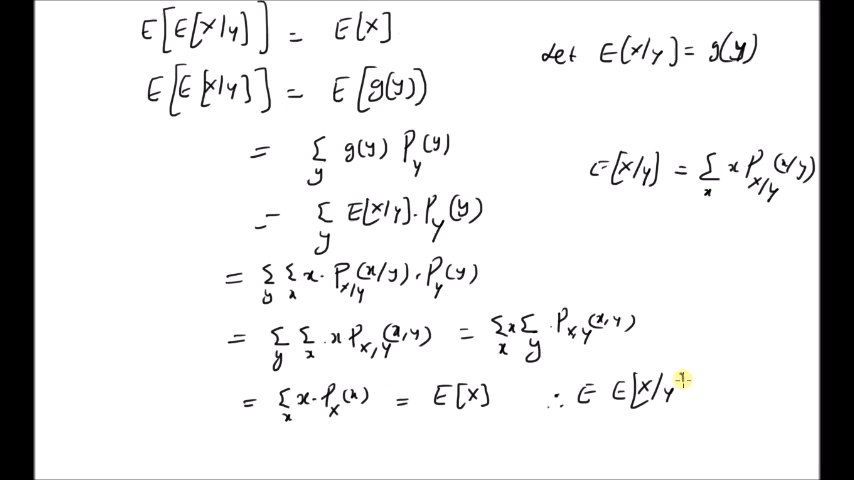 E[E[X/Y]] = E[X]
Let E(X/Y] = g(y)
E[E[X/Y]] = E[g(y)]
= Σ_y g(y) P_Y(y)
E[X/Y] = Σ_x x P_X/Y(x/y)
= Σ_y E[X/Y]. P_Y(y)
= Σ_y Σ_x x. P_X/Y(x/y). P_Y(y)
= Σ_y Σ_x .x P_X,Y(x,y) = Σ_x x Σ_y . P_X,Y(x,y)
= Σ_x x. P_X(x) = E[X] ∴ E E[X/Y